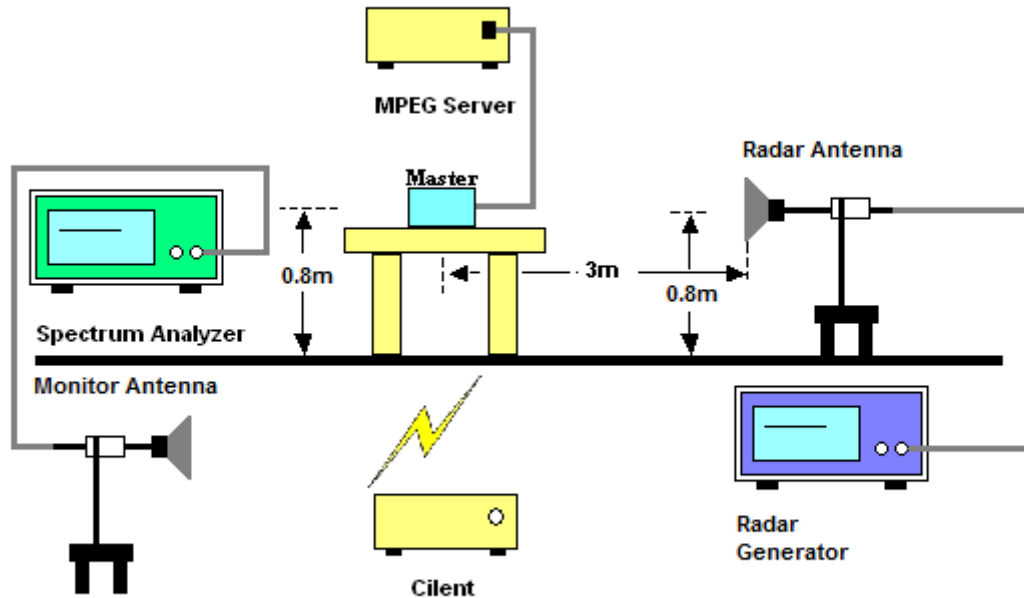 MPEG Server
Radar Antenna
Master
0.8m
3m
0.8m
Spectrum Analyzer
Monitor Antenna
Radar
Generator
Cilent